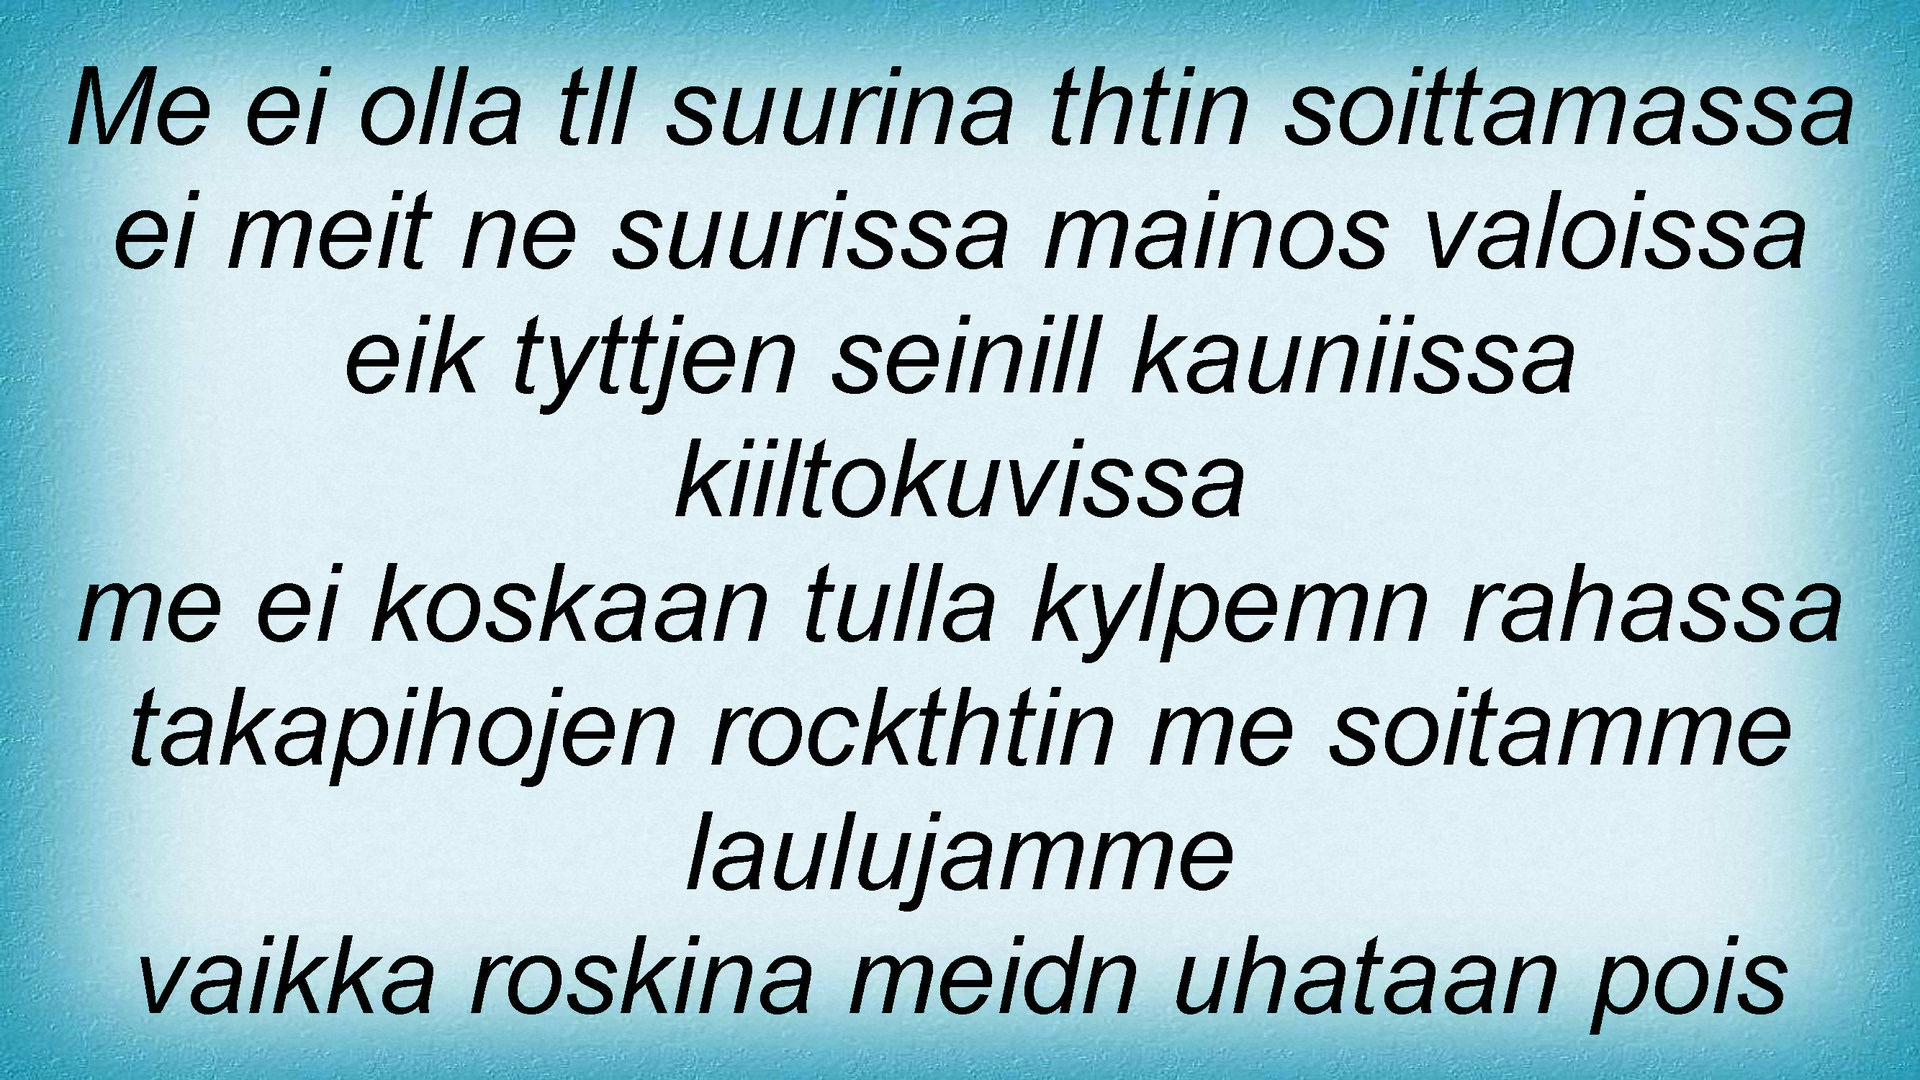 Me ei olla tll suurina thtin soittamassa
ei meit ne suurissa mainos valoissa
eik tyttjen seinill kauniissa
kiiltokuvissa
me ei koskaan tulla kylpemn rahassa
takapihojen rockthtin me soitamme
laulujamme
vaikka roskina meidn uhataan pois